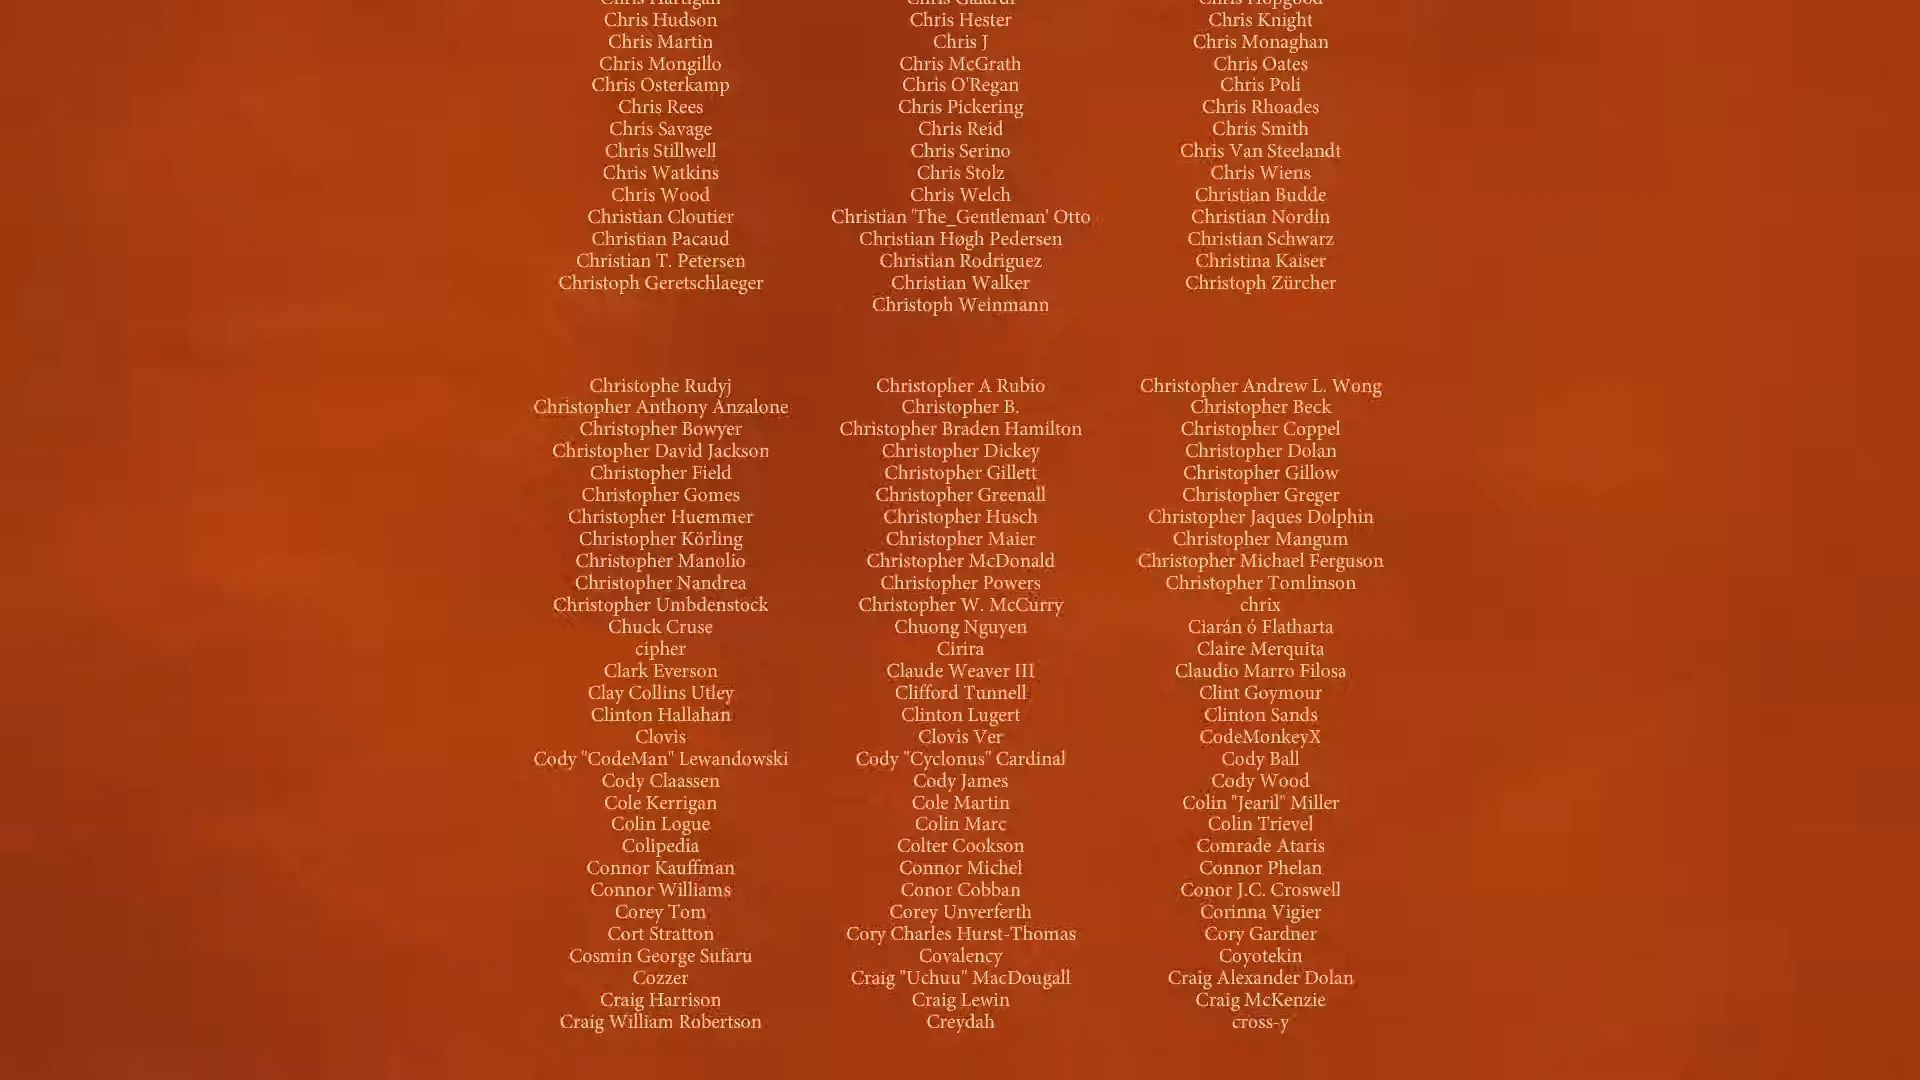 Chris Hartigan Chris Galardi Chris Hopgood
Chris Hudson Chris Hester Chris Knight
Chris Martin Chris J Chris Monaghan
Chris Mongillo Chris McGrath Chris Oates
Chris Osterkamp Chris O'Regan Chris Poli
Chris Rees Chris Pickering Chris Rhoades
Chris Savage Chris Reid Chris Smith
Chris Stillwell Chris Serino Chris Van Steelandt
Chris Watkins Chris Stolz Chris Wiens
Chris Wood Chris Welch Christian Budde
Christian Cloutier Christian 'The_Gentleman' Otto Christian Nordin
Christian Pacaud Christian Høgh Pedersen Christian Schwarz
Christian T. Petersen Christian Rodriguez Christina Kaiser
Christoph Geretschlaeger Christian Walker Christoph Zürcher
Christoph Weinmann
Christophe Rudyj Christopher A Rubio Christopher Andrew L. Wong
Christopher Anthony Anzalone Christopher B. Christopher Beck
Christopher Bowyer Christopher Braden Hamilton Christopher Coppel
Christopher David Jackson Christopher Dickey Christopher Dolan
Christopher Field Christopher Gillett Christopher Gillow
Christopher Gomes Christopher Greenall Christopher Greger
Christopher Huemmer Christopher Husch Christopher Jaques Dolphin
Christopher Körling Christopher Maier Christopher Mangum
Christopher Manolio Christopher McDonald Christopher Michael Ferguson
Christopher Nandrea Christopher Powers Christopher Tomlinson
Christopher Umbdenstock Christopher W. McCurry chrix
Chuck Cruse Chuong Nguyen Ciarán ó Flatharta
cipher Cirira Claire Merquita
Clark Everson Claude Weaver III Claudio Marro Filosa
Clay Collins Utley Clifford Tunnell Clint Goymour
Clinton Hallahan Clinton Lugert Clinton Sands
Clovis Clovis Ver CodeMonkeyX
Cody "CodeMan" Lewandowski Cody "Cyclonus" Cardinal Cody Ball
Cody Claassen Cody James Cody Wood
Cole Kerrigan Cole Martin Colin "Jearil" Miller
Colin Logue Colin Marc Colin Trievel
Colipedia Colter Cookson Comrade Ataris
Connor Kauffman Connor Michel Connor Phelan
Connor Williams Conor Cobban Conor J.C. Croswell
Corey Tom Corey Unverferth Corinna Vigier
Cort Stratton Cory Charles Hurst-Thomas Cory Gardner
Cosmin George Sufaru Covalency Coyotekin
Cozzer Craig "Uchuu" MacDougall Craig Alexander Dolan
Craig Harrison Craig Lewin Craig McKenzie
Craig William Robertson Creydah cross-y